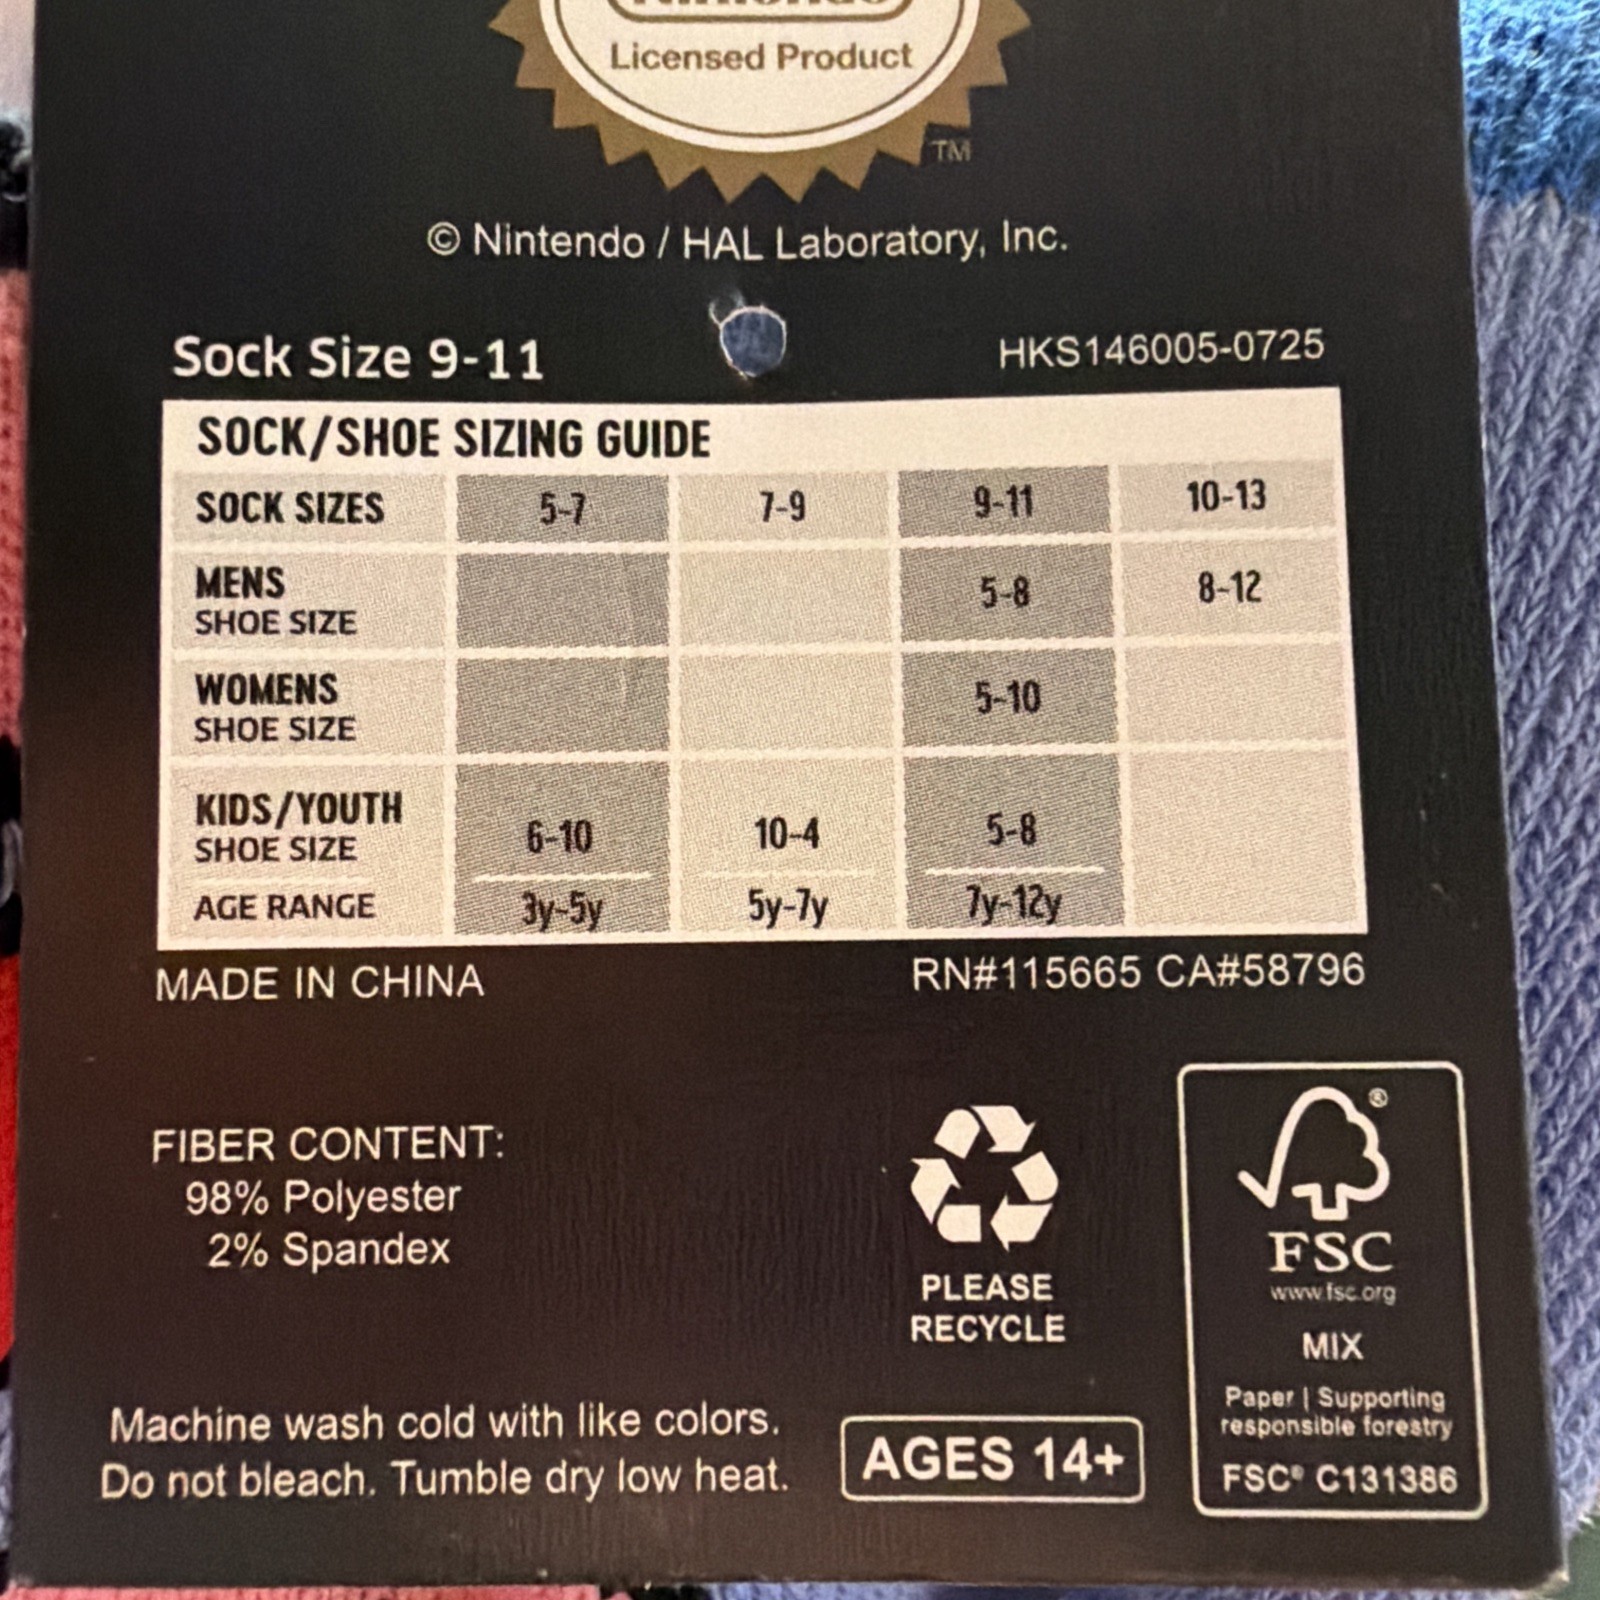 Nintendo
Licensed Product
TM
© Nintendo / HAL Laboratory, Inc.
Sock Size 9-11
HKS146005-0725
SOCK/SHOE SIZING GUIDE
SOCK SIZES 5-7 7-9 9-11 10-13
MENS
SHOE SIZE 5-8 8-12
WOMENS
SHOE SIZE 5-10
KIDS/YOUTH
SHOE SIZE 6-10 10-4 5-8
AGE RANGE 3y-5y 5y-7y 7y-12y
MADE IN CHINA
RN#115665 CA#58796
FIBER CONTENT:
98% Polyester
2% Spandex
PLEASE
RECYCLE
Machine wash cold with like colors.
Do not bleach. Tumble dry low heat.
AGES 14+
®
FSC
www.fsc.org
MIX
Paper | Supporting
responsible forestry
FSC® C131386